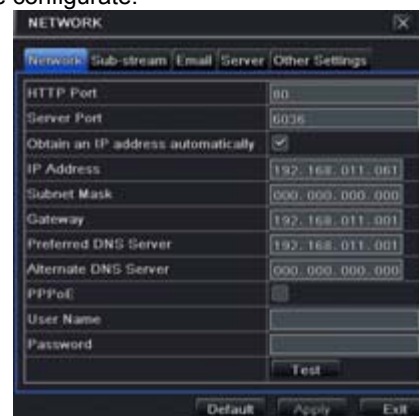 e configurate.
NETWORK
Network Sub-stream Email Server Other Settings
HTTP Port 80
Server Port 6036
Obtain an IP address automatically
IP Address 192. 168. 011. 061
Subnet Mask 000. 000. 000. 000
Gateway 192. 168. 011. 001
Preferred DNS Server 192. 168. 011. 001
Alternate DNS Server 000. 000. 000. 000
PPPoE
User Name
Password
Test
Default Apply Exit